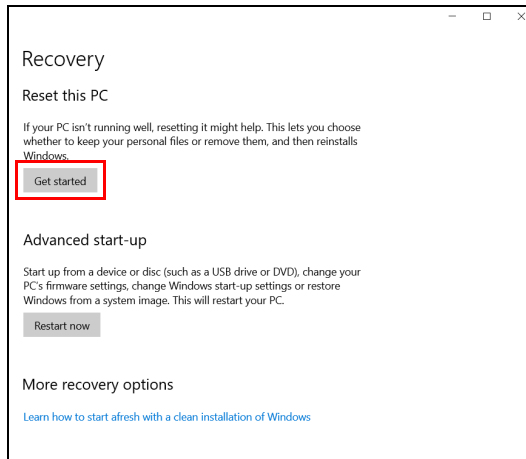 Recovery
Reset this PC
If your PC isn't running well, resetting it might help. This lets you choose
whether to keep your personal files or remove them, and then reinstalls
Windows.
Get started
Advanced start-up
Start up from a device or disc (such as a USB drive or DVD), change your
PC's firmware settings, change Windows start-up settings or restore
Windows from a system image. This will restart your PC.
Restart now
More recovery options
Learn how to start afresh with a clean installation of Windows